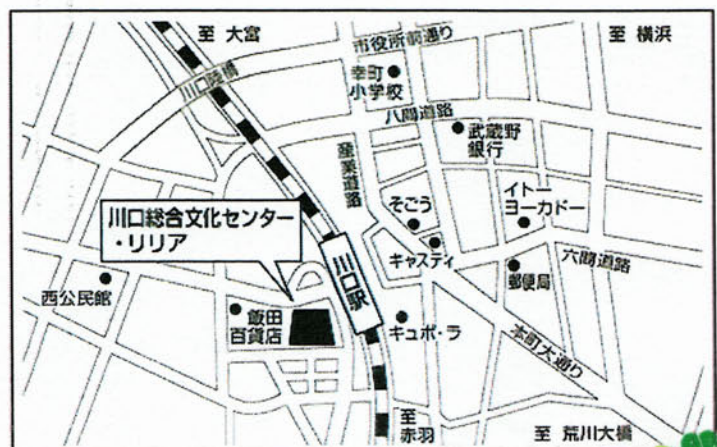 至 大宮
市役所前通り
至 横浜
川口陸橋
幸町
小学校
八間道路
武蔵野
銀行
産業道路
そごう
イトー
ヨーカドー
川口総合文化センター
・リリア
キャスティ
六間道路
西公民館
川口駅
郵便局
飯田
百貨店
キュポ・ラ
本町大通り
至
赤羽
至 荒川大橋